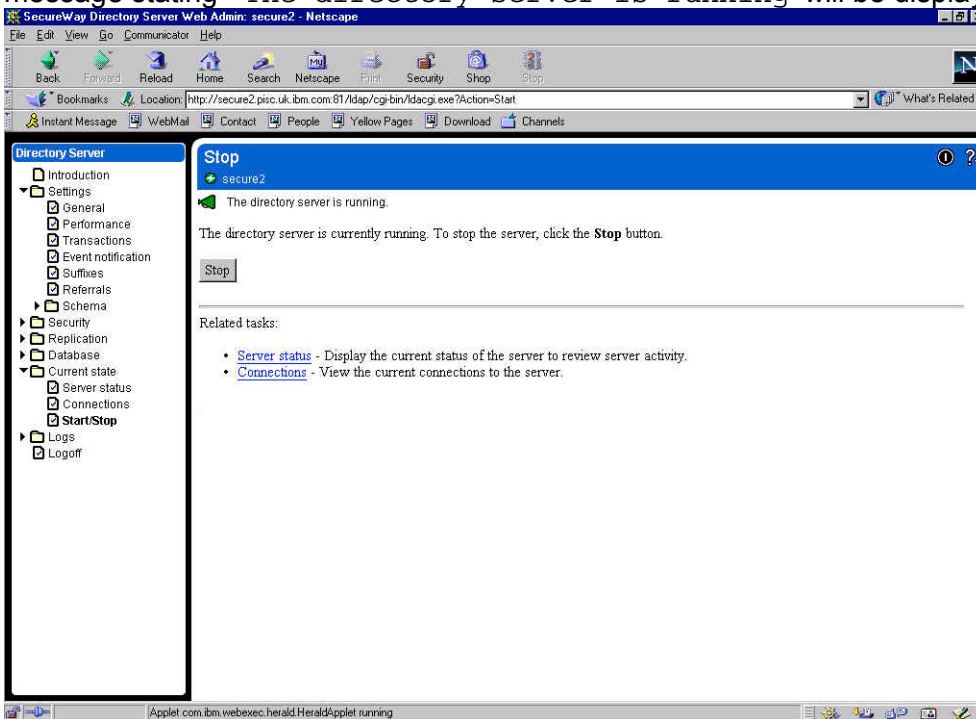 message stating "The directory server is running" will be display
SecureWay Directory Server Web Admin: secure2 - Netscape
File Edit View Go Communicator Help
Back Forward Reload Home Search Netscape Print Security Shop Stop
Bookmarks Location: http://secure2.pisc.uk.ibm.com:81/ldap/cgi-bin/ldacgi.exe?Action=Start What's Related
Instant Message WebMail Contact People Yellow Pages Download Channels
Directory Server
Introduction
Settings
General
Performance
Transactions
Event notification
Suffixes
Referrals
Schema
Security
Replication
Database
Current state
Server status
Connections
Start/Stop
Logs
Logoff
Stop
secure2
The directory server is running.
The directory server is currently running. To stop the server, click the Stop button.
Stop
Related tasks:
• Server status - Display the current status of the server to review server activity.
• Connections - View the current connections to the server.
Applet com.ibm.webexec.herald.HeraldApplet running